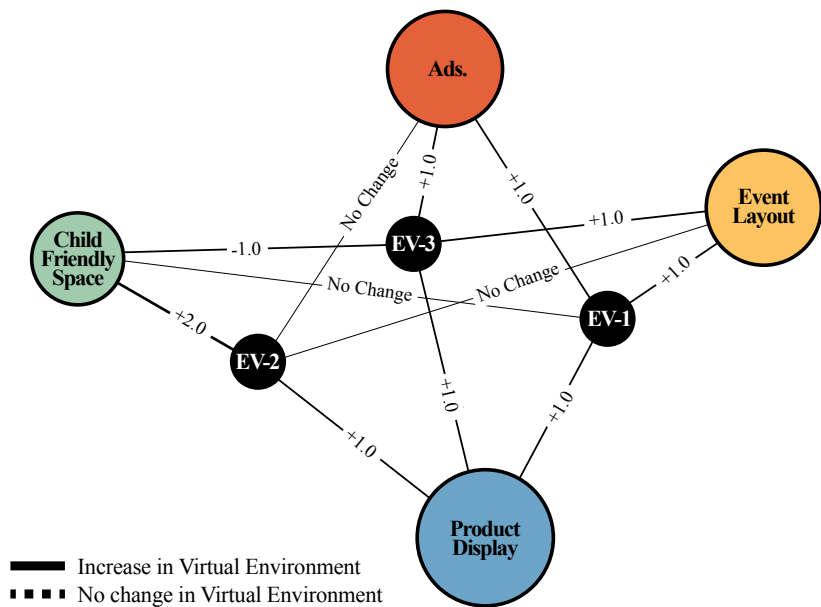 Ads.
No Change
+1.0
+1.0
Event
Layout
+1.0
Child
Friendly
Space
-1.0
EV-3
+1.0
No Change
No Change
+2.0
EV-1
EV-2
+1.0
+1.0
+1.0
Product
Display
Increase in Virtual Environment
No change in Virtual Environment